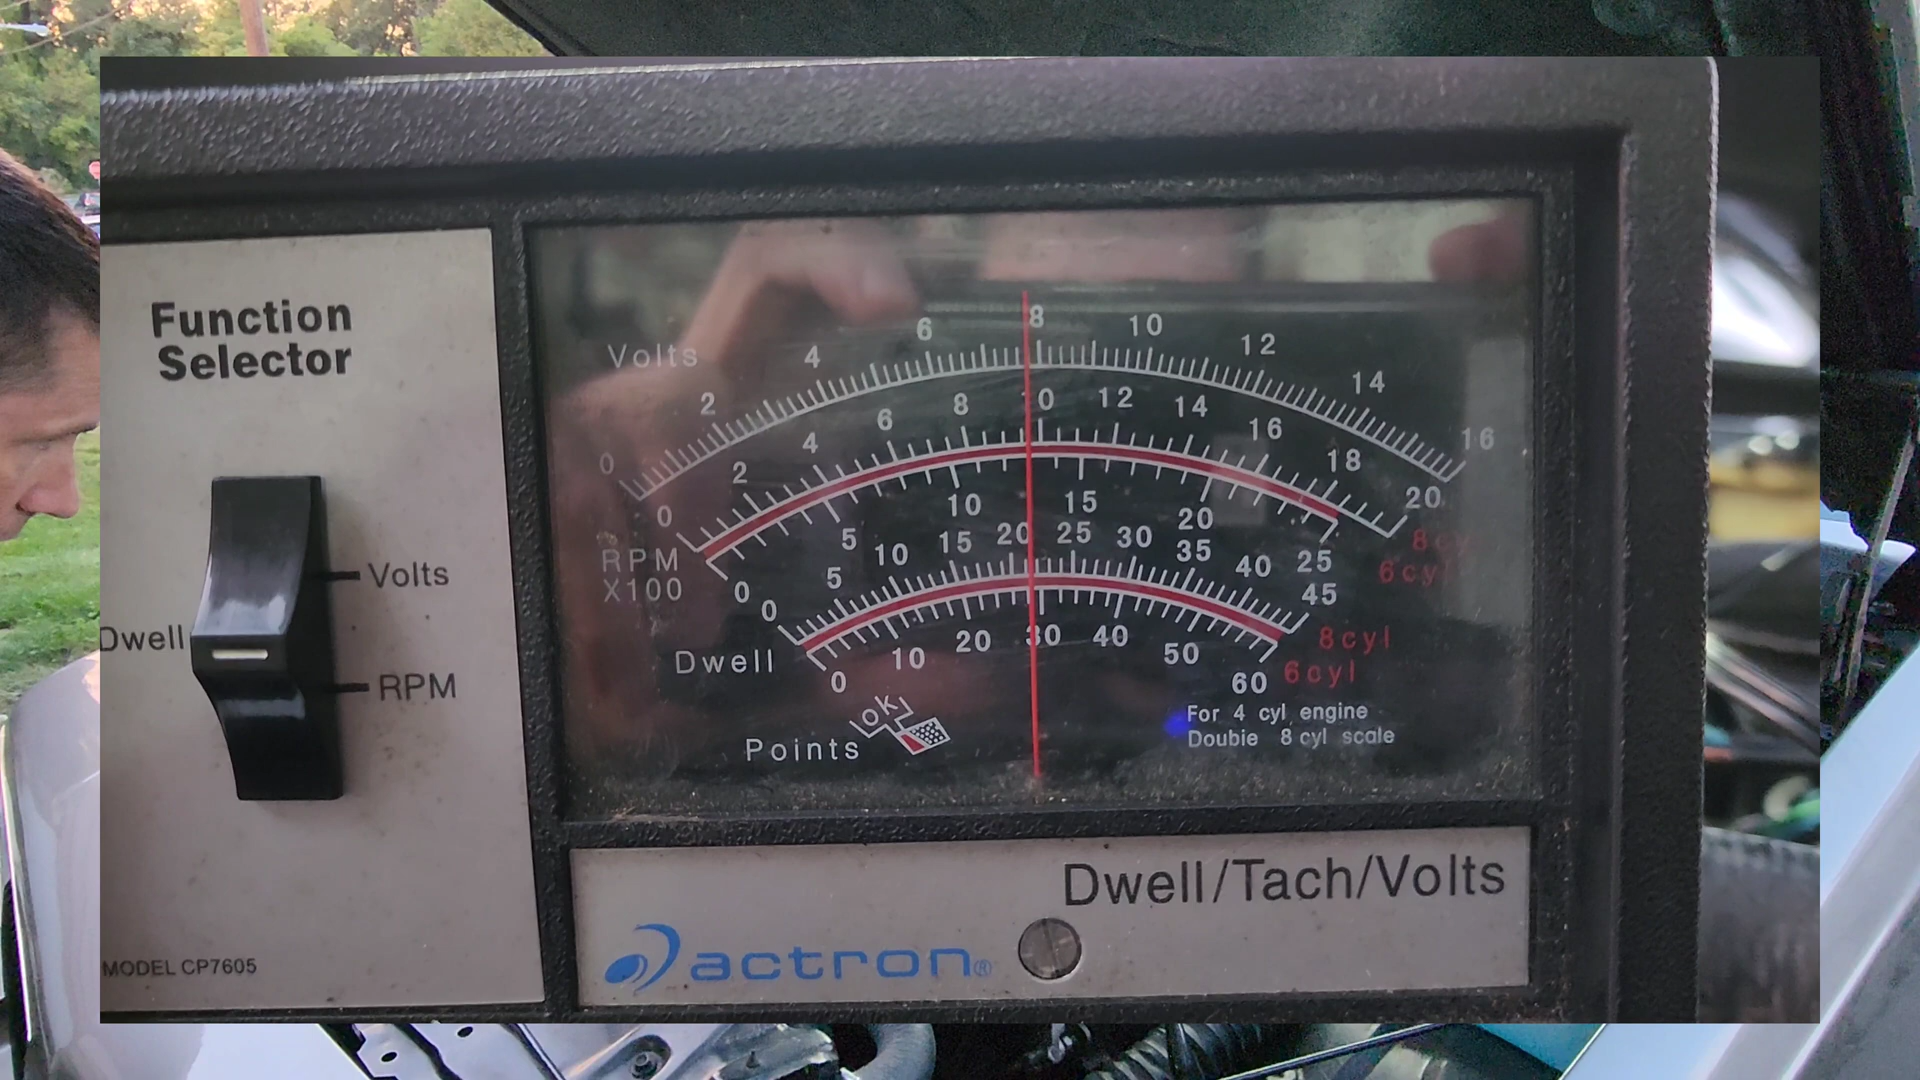 Function
Selector
Volts
Dwell
RPM
MODEL CP7605
Volts
0 2 4 6 8 10 12 14 16
0 2 4 6 8 0 12 14 16 18 20
RPM
X100
8cy
0 5 10 15 20 25
6cyl
0 5 10 15 20 25 30 35 40 45
8cyl
Dwell
0 10 20 30 40 50 60
6cyl
Points
OK
For 4 cyl engine
Double 8 cyl scale
Dwell/Tach/Volts
actron®